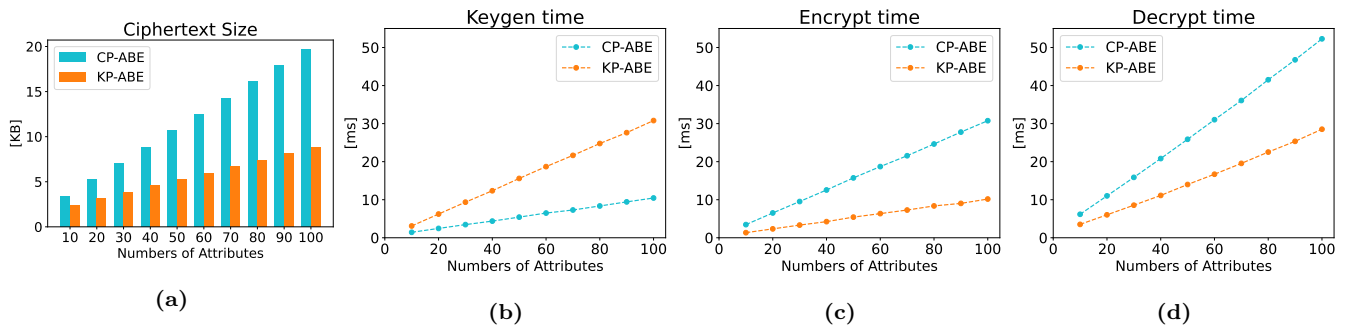 Ciphertext Size
CP-ABE
KP-ABE
20
15
10
5
0
[KB]
10 20 30 40 50 60 70 80 90 100
Numbers of Attributes
(a)
Keygen time
CP-ABE
KP-ABE
50
40
30
20
10
0
[ms]
0 20 40 60 80 100
Numbers of Attributes
(b)
Encrypt time
CP-ABE
KP-ABE
50
40
30
20
10
0
[ms]
0 20 40 60 80 100
Numbers of Attributes
(c)
Decrypt time
CP-ABE
KP-ABE
50
40
30
20
10
0
[ms]
0 20 40 60 80 100
Numbers of Attributes
(d)